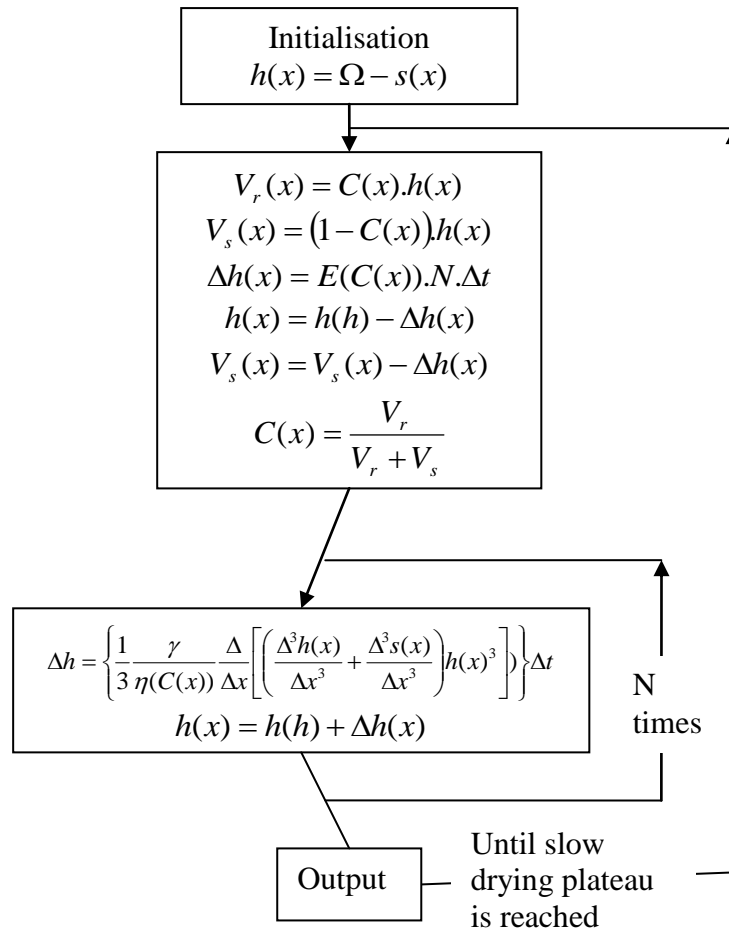 Initialisation
h(x) = Ω − s(x)
V_r(x) = C(x).h(x)
V_s(x) = (1 − C(x)).h(x)
Δh(x) = E(C(x)).N.Δt
h(x) = h(h) − Δh(x)
V_s(x) = V_s(x) − Δh(x)
C(x) = V_r / (V_r + V_s)
Δh = {1/3 γ/η(C(x)) Δ/Δx [(Δ³h(x)/Δx³ + Δ³s(x)/Δx³) h(x)³])}Δt
h(x) = h(h) + Δh(x)
N
times
Output
Until slow
drying plateau
is reached